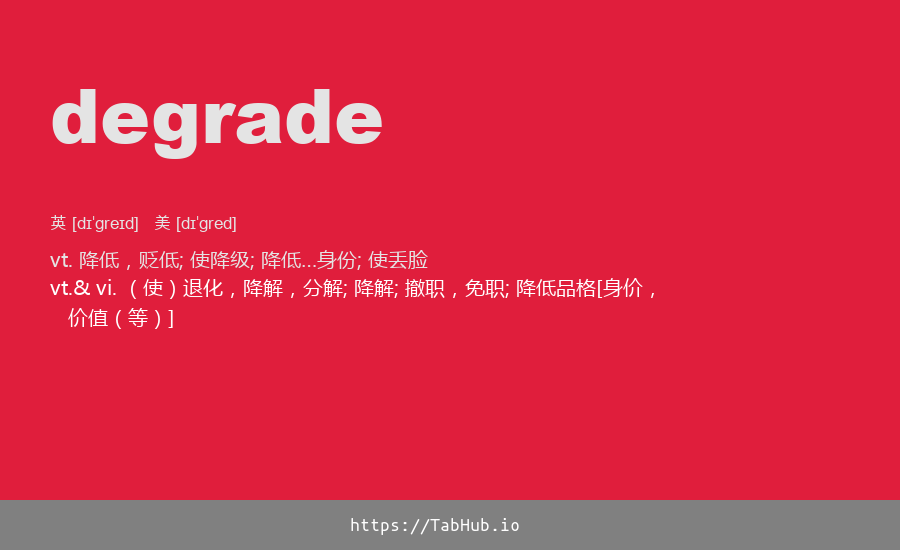 degrade
英 [dɪˈgreɪd]   美 [dɪˈgred]
vt. 降低，贬低; 使降级; 降低...身份; 使丢脸
vt.& vi. （使）退化，降解，分解; 降解; 撤职，免职; 降低品格[身价，
价值（等）]
https://TabHub.io